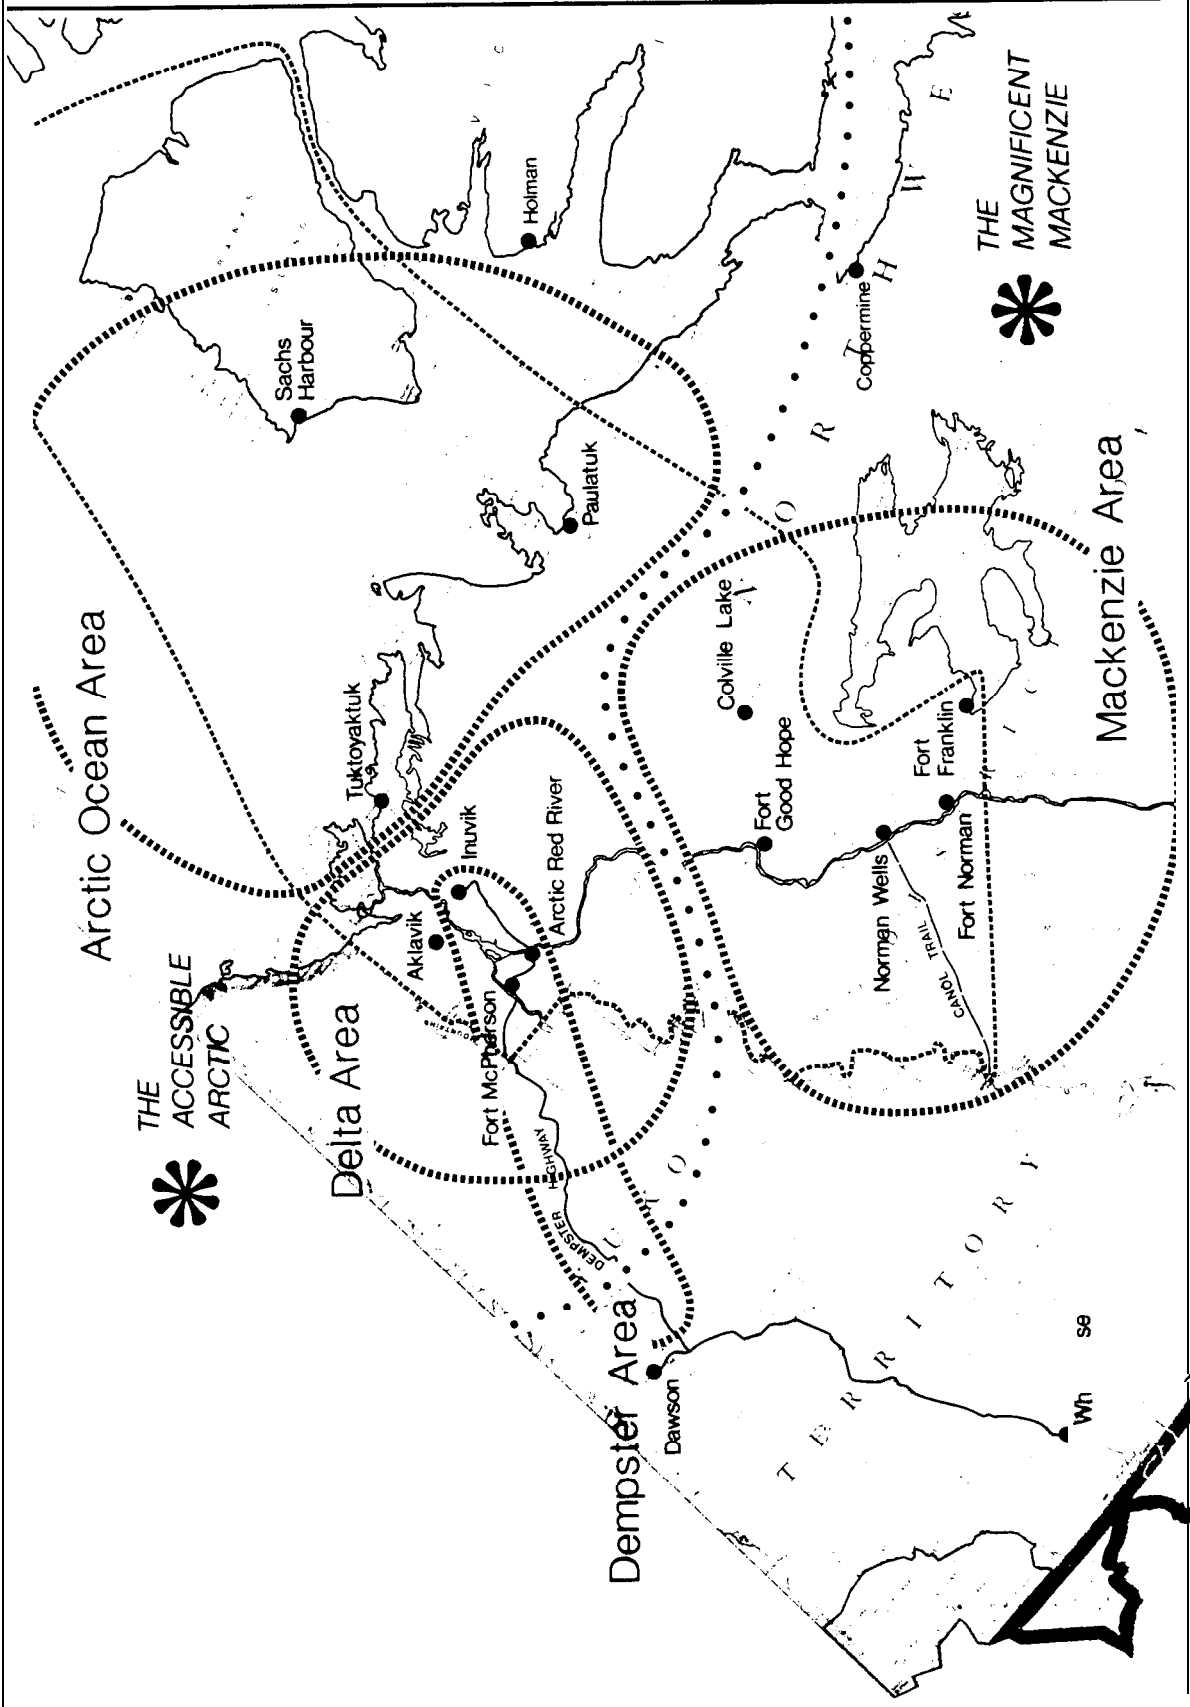 THE
ACCESSIBLE
ARCTIC
Arctic Ocean Area
Delta Area
Dempster Area
Mackenzie Area
THE
MAGNIFICENT
MACKENZIE
Sachs
Harbour
Holman
Paulatuk
Coppermine
Tuktoyaktuk
Inuvik
Aklavik
Arctic Red River
Fort McPherson
DEMPSTER HIGHWAY
Dawson
Colville Lake
Fort
Good Hope
Fort
Franklin
Norman Wells
Fort Norman
CANOL TRAIL
Wh se
TERRITORY